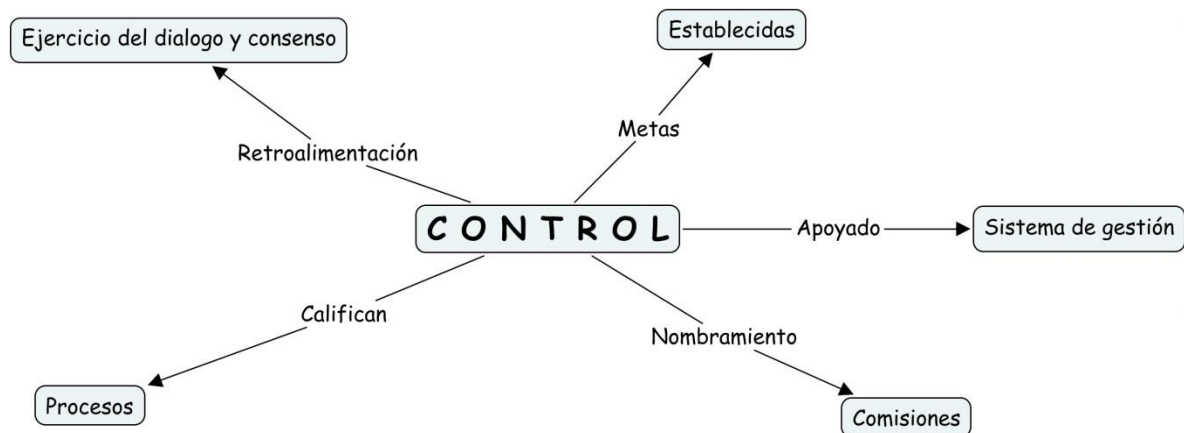 Ejercicio del dialogo y consenso
Establecidas
Metas
Retroalimentación
C O N T R O L
Apoyado
Sistema de gestión
Califican
Nombramiento
Procesos
Comisiones